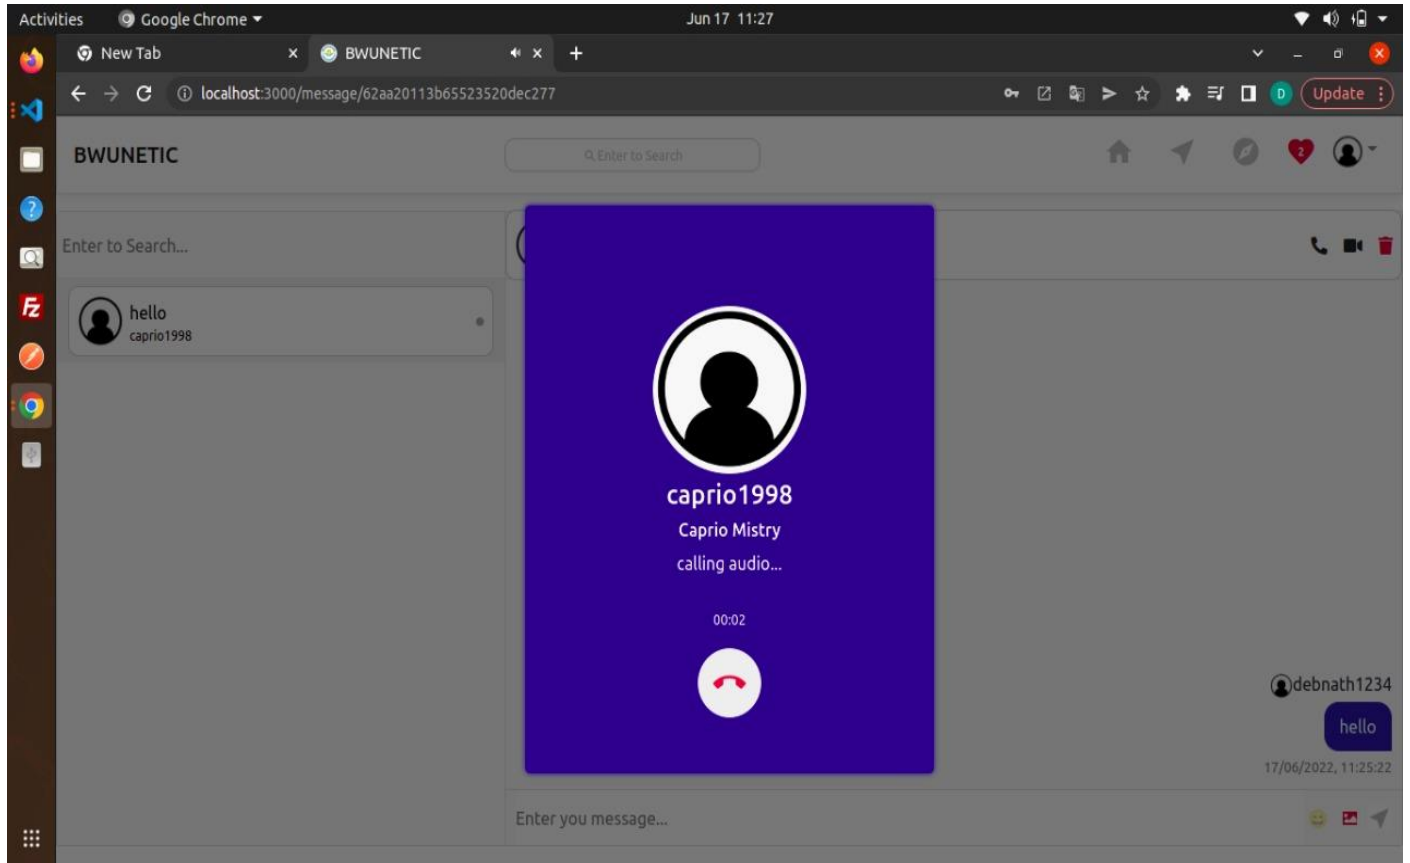 Activities Google Chrome Jun 17 11:27
New Tab BWUNETIC
localhost:3000/message/62aa20113b65523520dec277 D Update
BWUNETIC Enter to Search 2
Enter to Search...
hello
caprio1998
caprio1998
Caprio Mistry
calling audio...
00:02
debnath1234
hello
17/06/2022, 11:25:22
Enter you message...
Fz